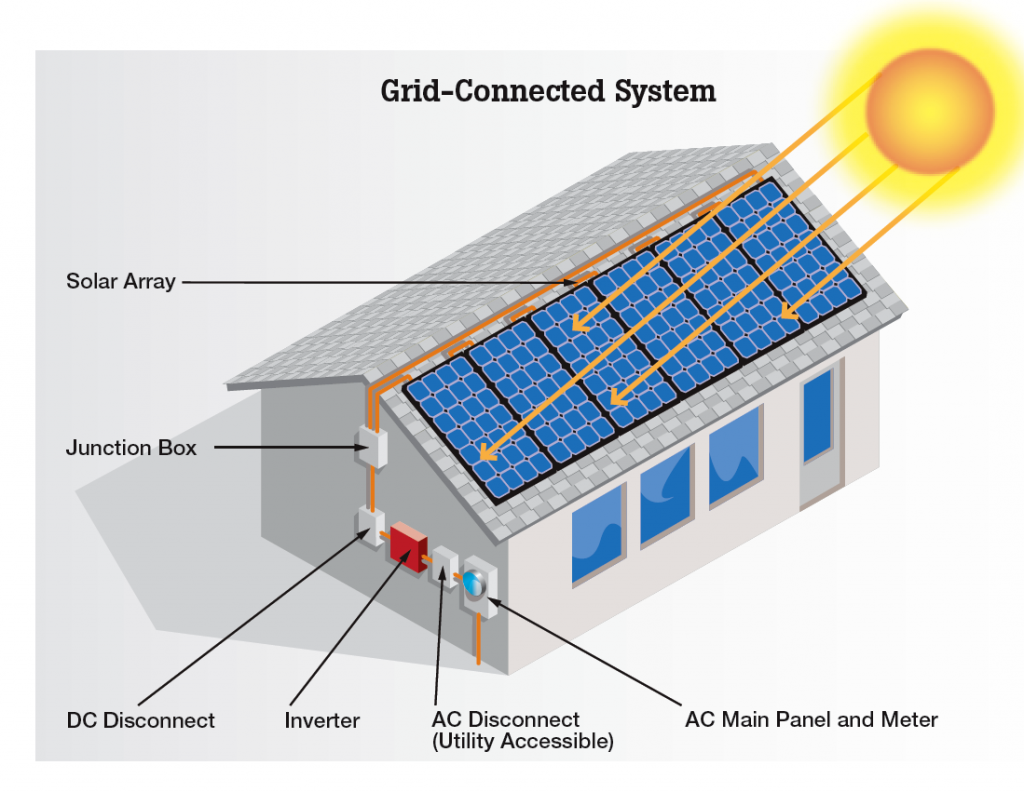 Grid-Connected System
Solar Array
Junction Box
DC Disconnect
Inverter
AC Disconnect
(Utility Accessible)
AC Main Panel and Meter